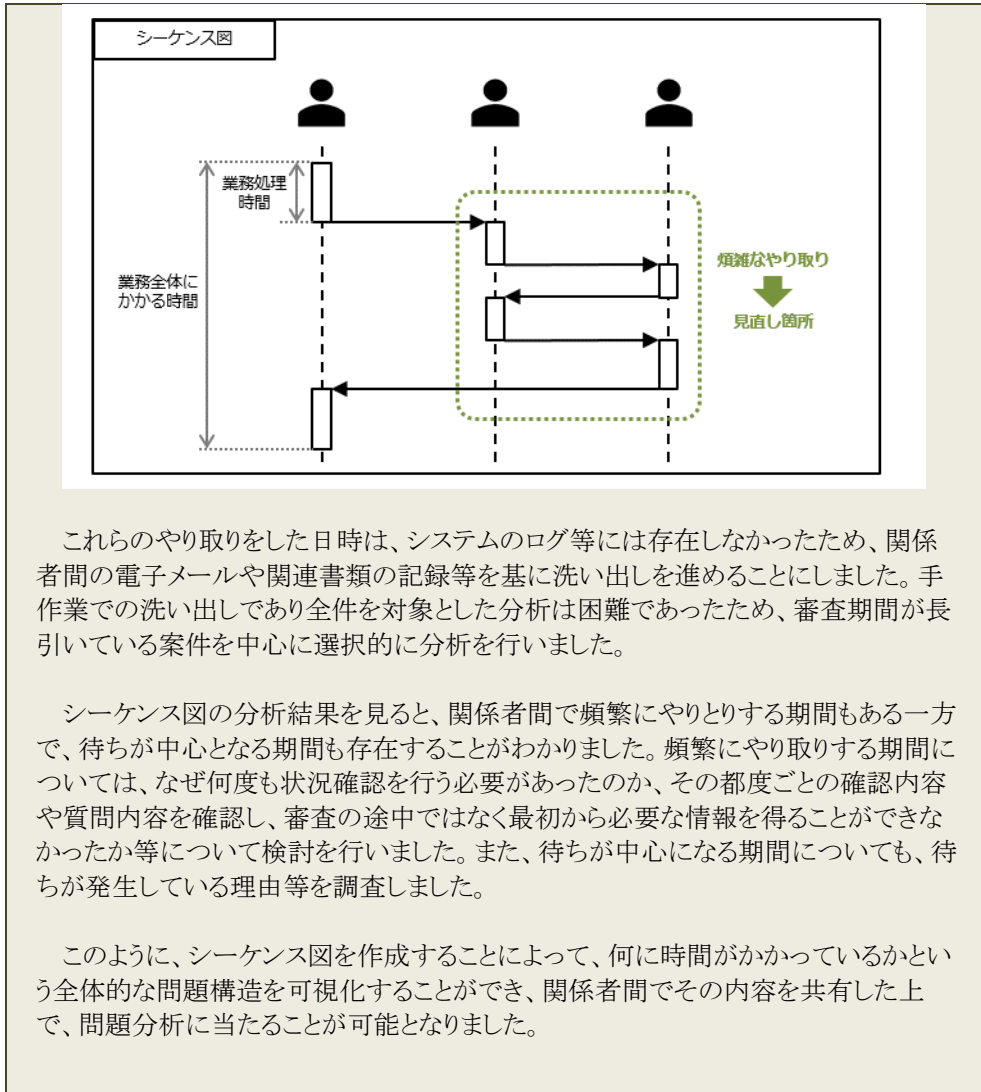 シーケンス図
業務処理
時間
業務全体に
かかる時間
煩雑なやり取り
見直し箇所
これらのやり取りをした日時は、システムのログ等には存在しなかったため、関係
者間の電子メールや関連書類の記録等を基に洗い出しを進めることにしました。手
作業での洗い出しであり全件を対象とした分析は困難であったため、審査期間が長
引いている案件を中心に選択的に分析を行いました。
シーケンス図の分析結果を見ると、関係者間で頻繁にやりとりする期間もある一方
で、待ちが中心となる期間も存在することがわかりました。頻繁にやり取りする期間に
ついては、なぜ何度も状況確認を行う必要があったのか、その都度ごとの確認内容
や質問内容を確認し、審査の途中ではなく最初から必要な情報を得ることができな
かったか等について検討を行いました。また、待ちが中心になる期間についても、待
ちが発生している理由等を調査しました。
このように、シーケンス図を作成することによって、何に時間がかかっているかとい
う全体的な問題構造を可視化することができ、関係者間でその内容を共有した上
で、問題分析に当たることが可能となりました。